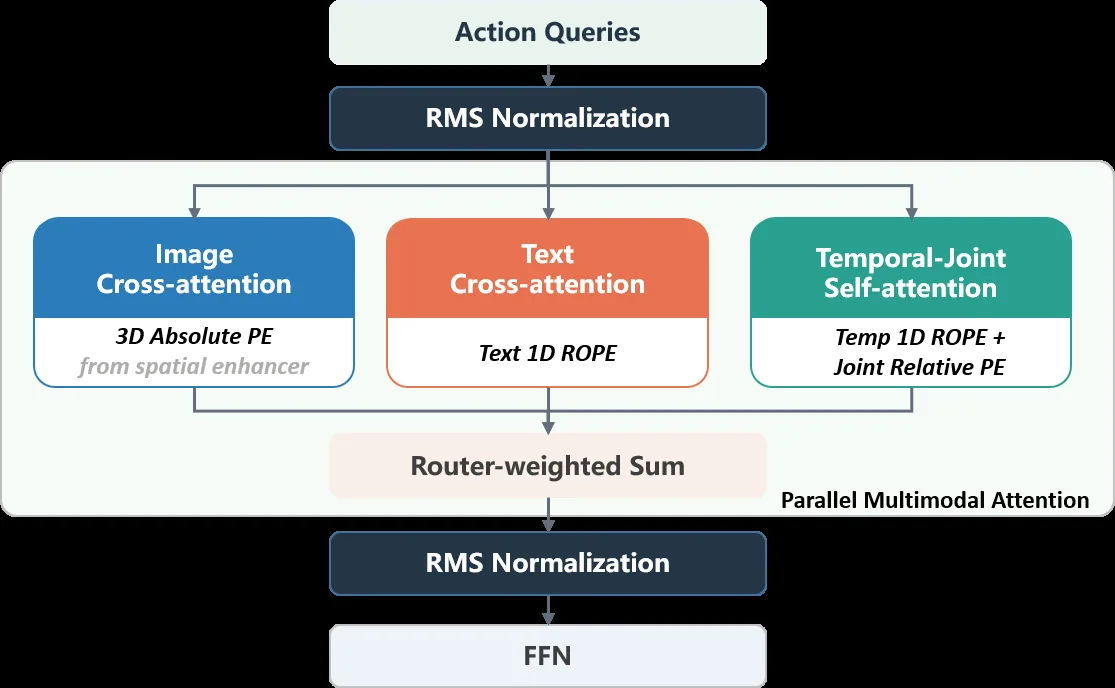 Action Queries
RMS Normalization
Image
Cross-attention
3D Absolute PE
from spatial enhancer
Text
Cross-attention
Text 1D ROPE
Temporal-Joint
Self-attention
Temp 1D ROPE +
Joint Relative PE
Router-weighted Sum
Parallel Multimodal Attention
RMS Normalization
FFN